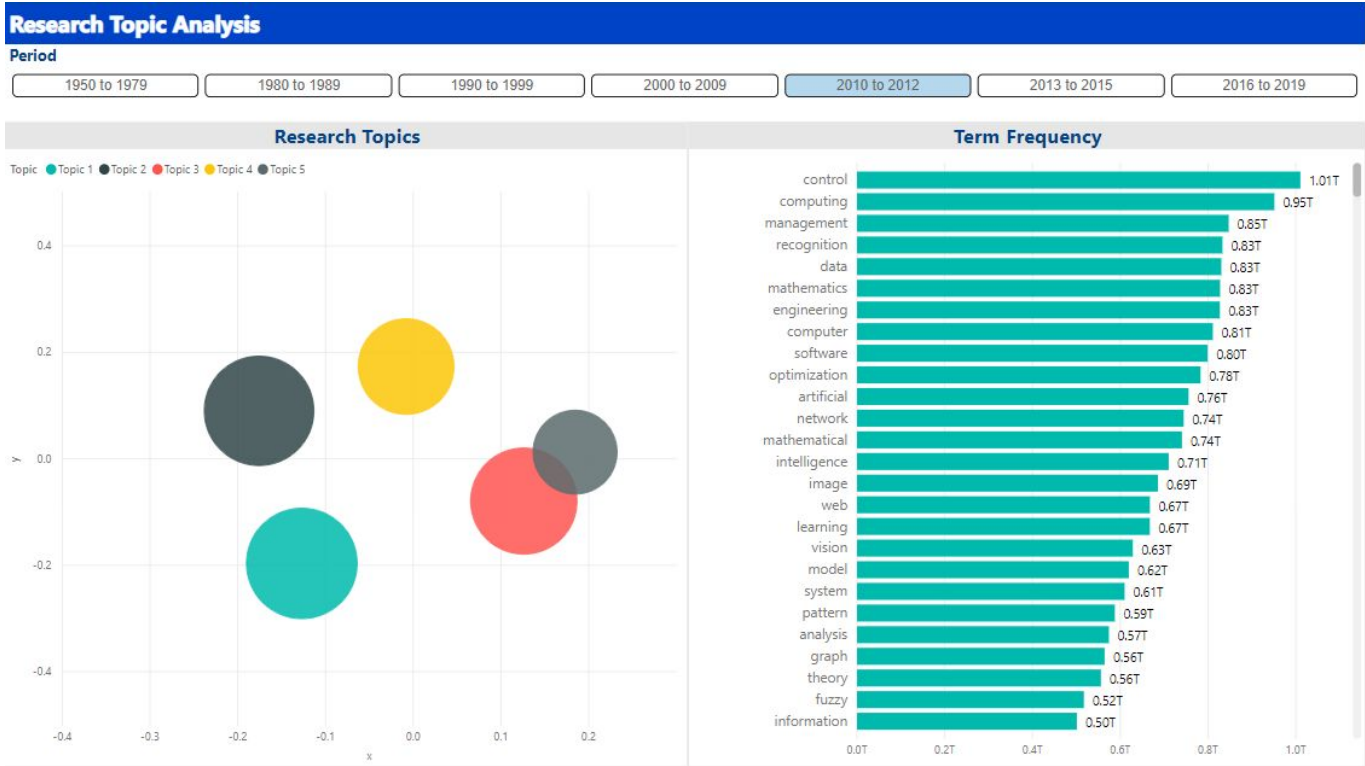 Research Topic Analysis
Period
1950 to 1979 1980 to 1989 1990 to 1999 2000 to 2009 2010 to 2012 2013 to 2015 2016 to 2019
Research Topics
Topic Topic 1 Topic 2 Topic 3 Topic 4 Topic 5
0.4
0.2
0.0
-0.2
-0.4
y
-0.4 -0.3 -0.2 -0.1 0.0 0.1 0.2
x
Term Frequency
control 1.01T
computing 0.95T
management 0.85T
recognition 0.83T
data 0.83T
mathematics 0.83T
engineering 0.83T
computer 0.81T
software 0.80T
optimization 0.78T
artificial 0.76T
network 0.74T
mathematical 0.74T
intelligence 0.71T
image 0.69T
web 0.67T
learning 0.67T
vision 0.63T
model 0.62T
system 0.61T
pattern 0.59T
analysis 0.57T
graph 0.56T
theory 0.56T
fuzzy 0.52T
information 0.50T
0.0T 0.2T 0.4T 0.6T 0.8T 1.0T